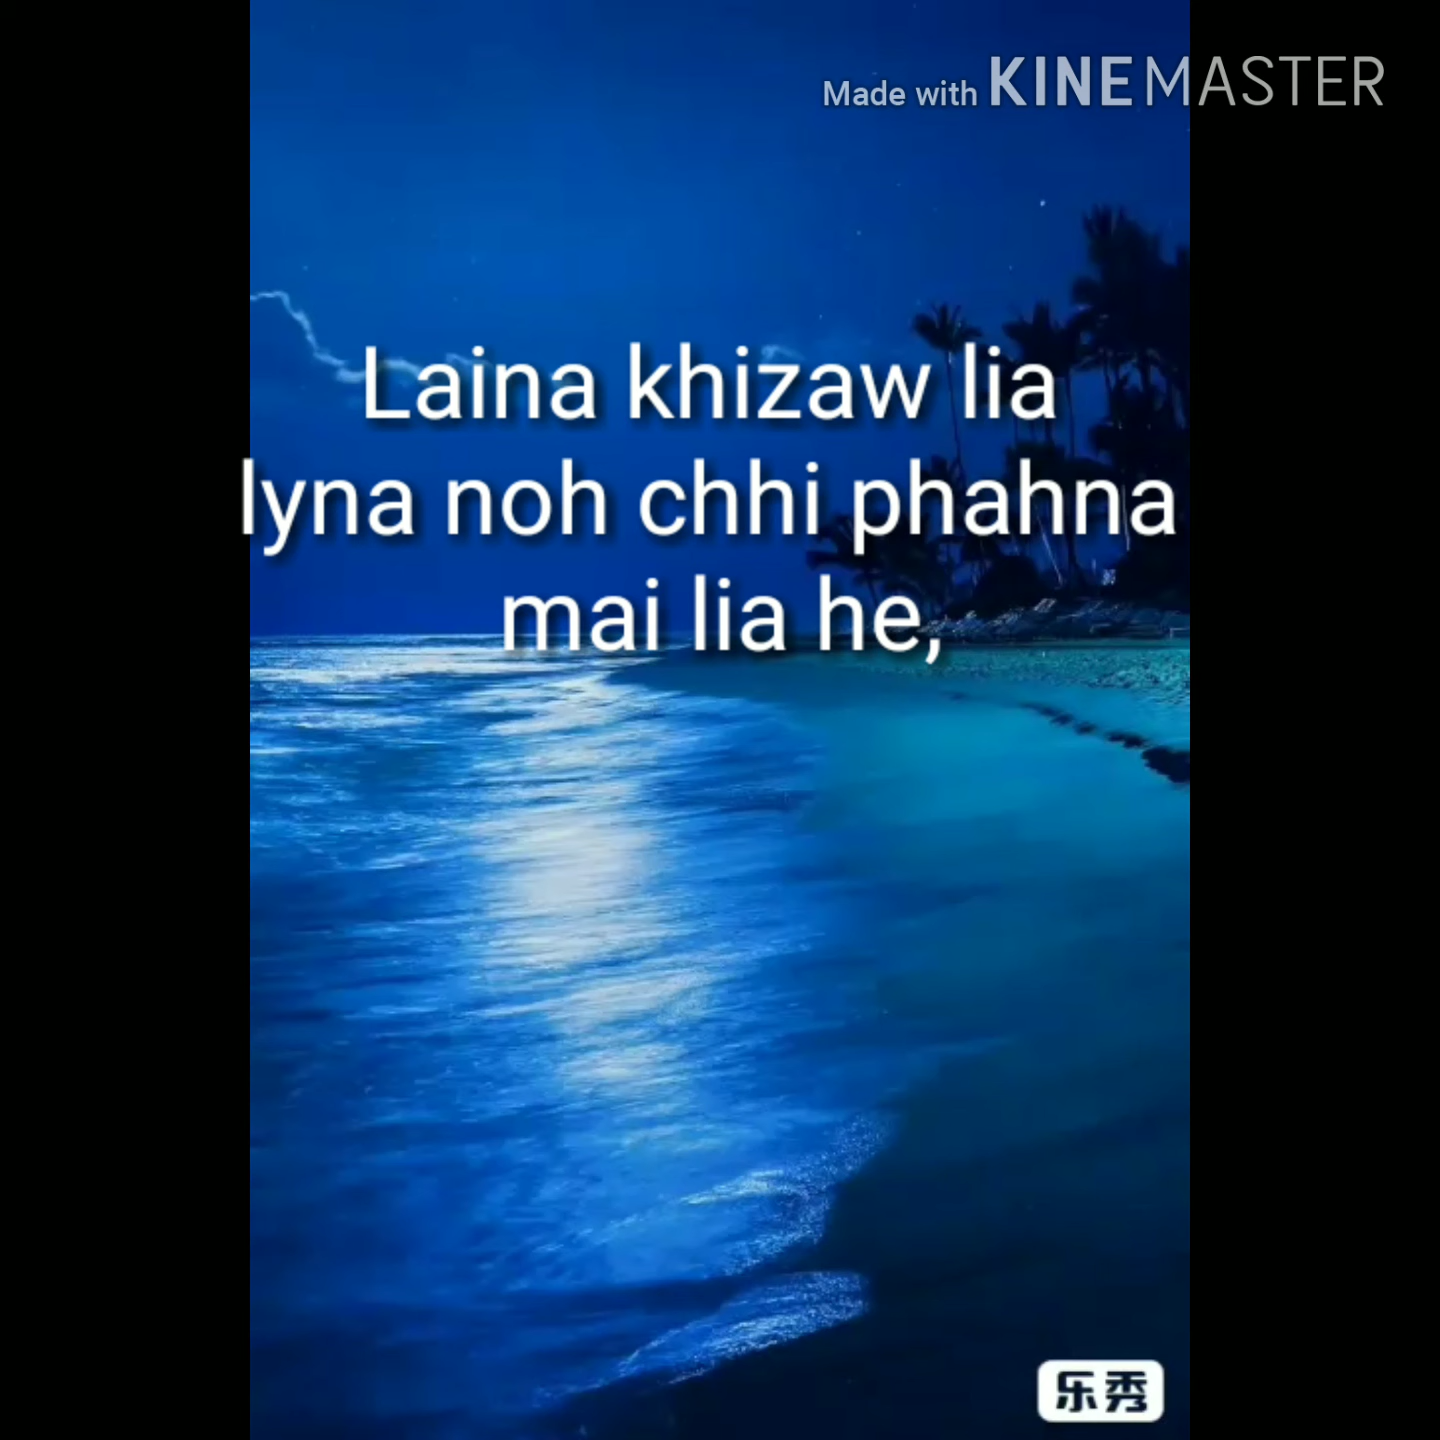 Made with KINEMASTER
Laina khizaw lia
lyna noh chhi phahna
mai lia he,
乐秀